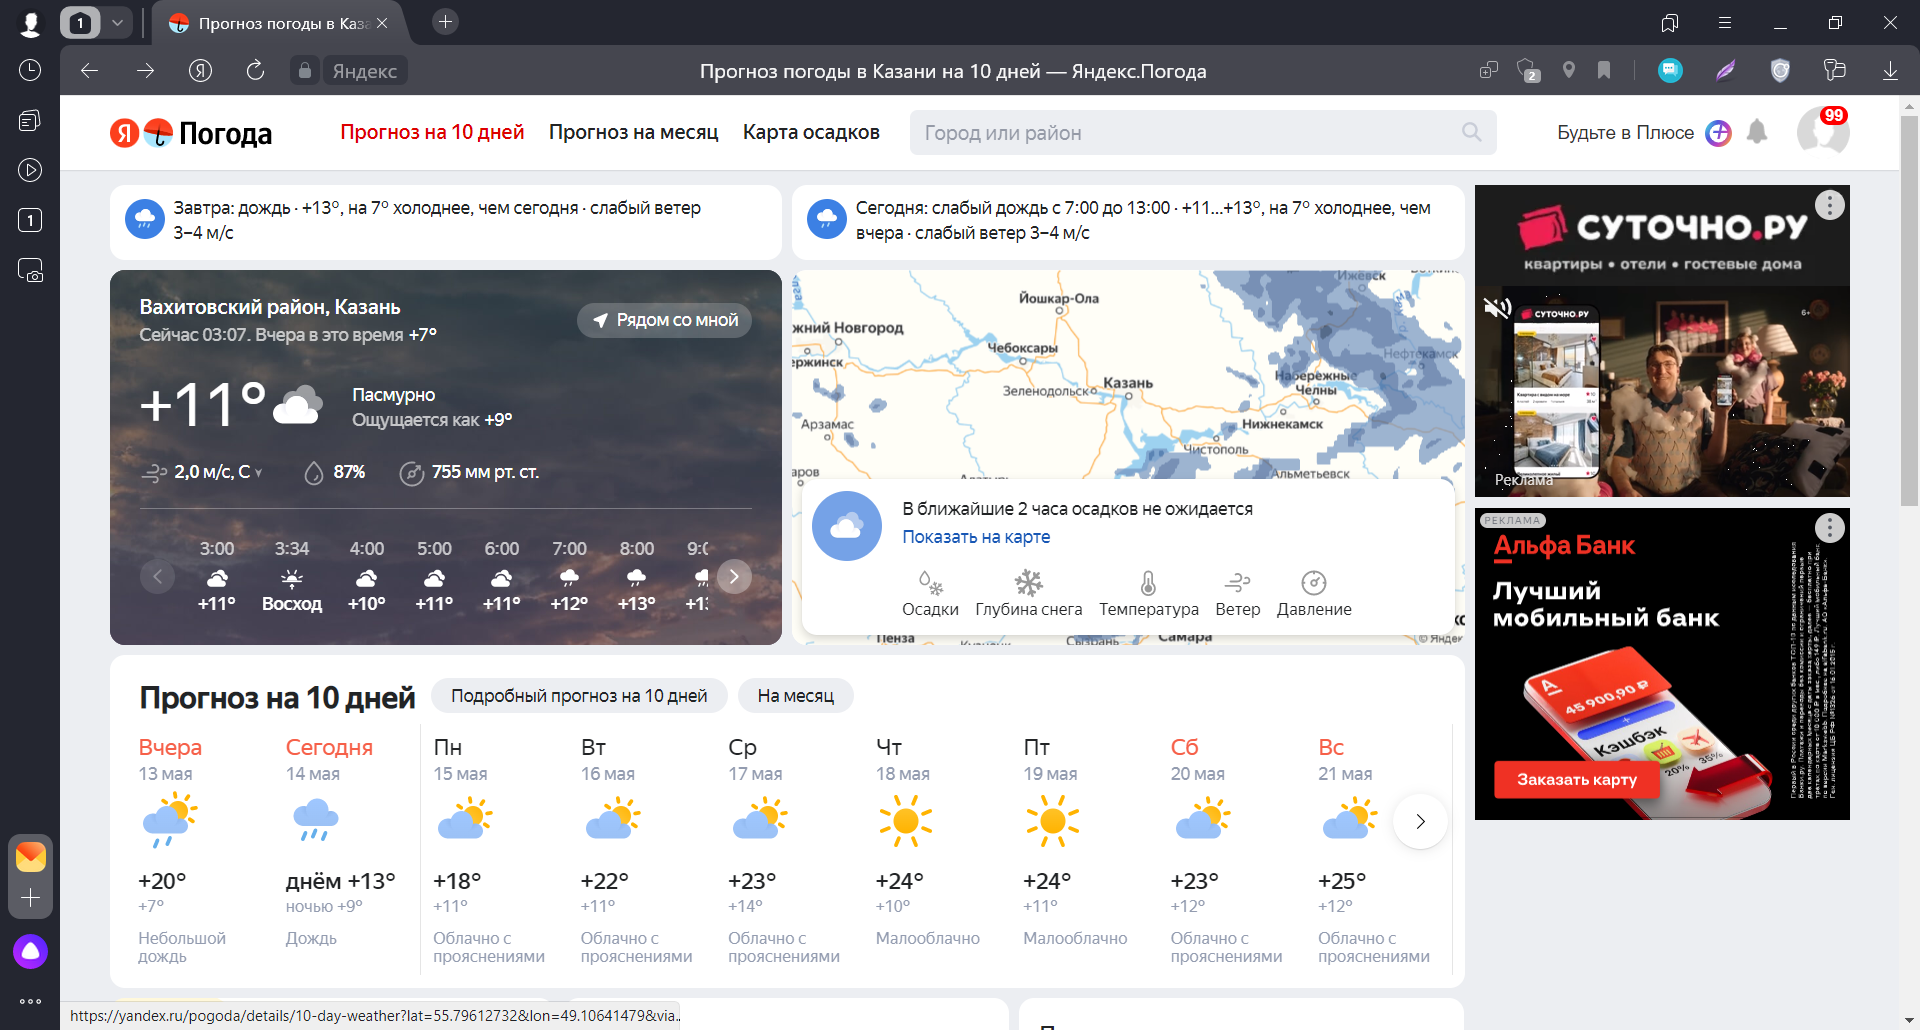 1
Прогноз погоды в Каза
Яндекс
Прогноз погоды в Казани на 10 дней — Яндекс.Погода
2
1
Я Погода
Прогноз на 10 дней
Прогноз на месяц
Карта осадков
Город или район
Будьте в Плюсе
99
Завтра: дождь · +13°, на 7° холоднее, чем сегодня · слабый ветер
3–4 м/с
Сегодня: слабый дождь с 7:00 до 13:00 · +11...+13°, на 7° холоднее, чем
вчера · слабый ветер 3–4 м/с
Вахитовский район, Казань
Сейчас 03:07. Вчера в это время +7°
Рядом со мной
+11°
Пасмурно
Ощущается как +9°
2,0 м/с, С
87%
755 мм рт. ст.
3:00 3:34 4:00 5:00 6:00 7:00 8:00
+11° Восход +10° +11° +11° +12° +13°
Ижевск
Йошкар-Ола
жний Новгород
ержинск
Чебоксары
Нефтекамск
Зеленодольск
Казань
Набережные
Челны
Арзамас
Нижнекамск
Чистополь
аров
Альметьевск
В ближайшие 2 часа осадков не ожидается
Показать на карте
Осадки
Глубина снега
Температура
Ветер
Давление
Пенза
Сызрань
Самара
© Яндекс
Прогноз на 10 дней
Подробный прогноз на 10 дней
На месяц
Вчера
13 мая
+20°
+7°
Небольшой
дождь
Сегодня
14 мая
днём +13°
ночью +9°
Дождь
Пн
15 мая
+18°
+11°
Облачно с
прояснениями
Вт
16 мая
+22°
+11°
Облачно с
прояснениями
Ср
17 мая
+23°
+14°
Облачно с
прояснениями
Чт
18 мая
+24°
+10°
Малооблачно
Пт
19 мая
+24°
+11°
Малооблачно
Сб
20 мая
+23°
+12°
Облачно с
прояснениями
Вс
21 мая
+25°
+12°
Облачно с
прояснениями
СУТОЧНО.РУ
квартиры • отели • гостевые дома
СУТОЧНО.РУ
6+
Реклама
РЕКЛАМА
Альфа Банк
Лучший
мобильный банк
45 900,90 ₽
Кэшбэк
20%
35%
Заказать карту
https://yandex.ru/pogoda/details/10-day-weather?lat=55.79612732&lon=49.10641479&via...